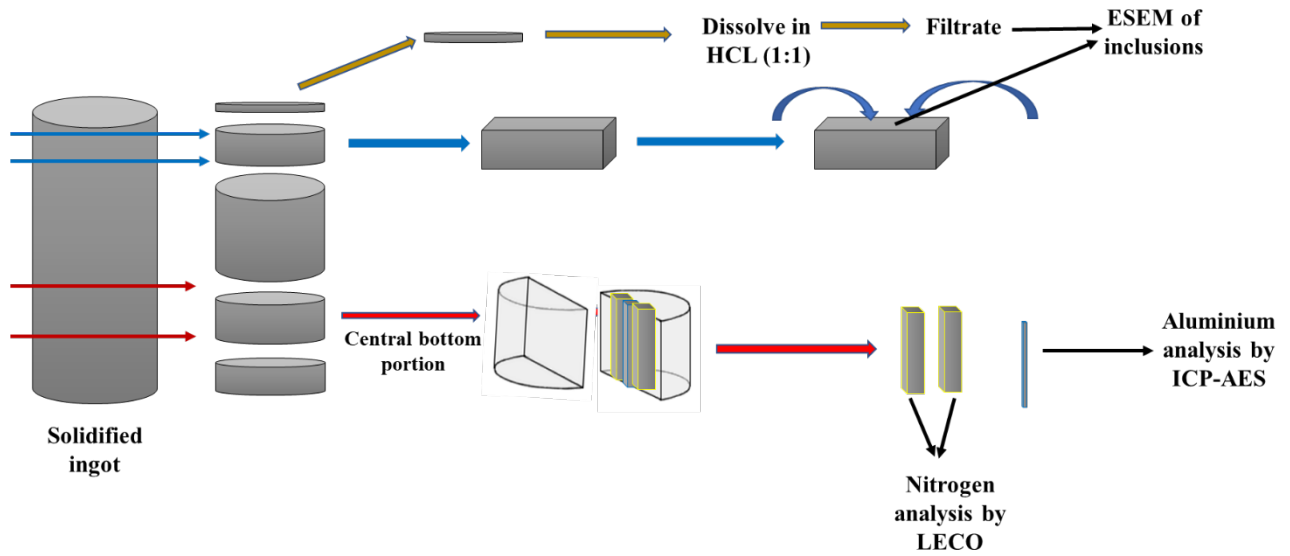 Dissolve in
HCL (1:1)
Filtrate
ESEM of
inclusions
Central bottom
portion
Aluminium
analysis by
ICP-AES
Solidified
ingot
Nitrogen
analysis by
LECO